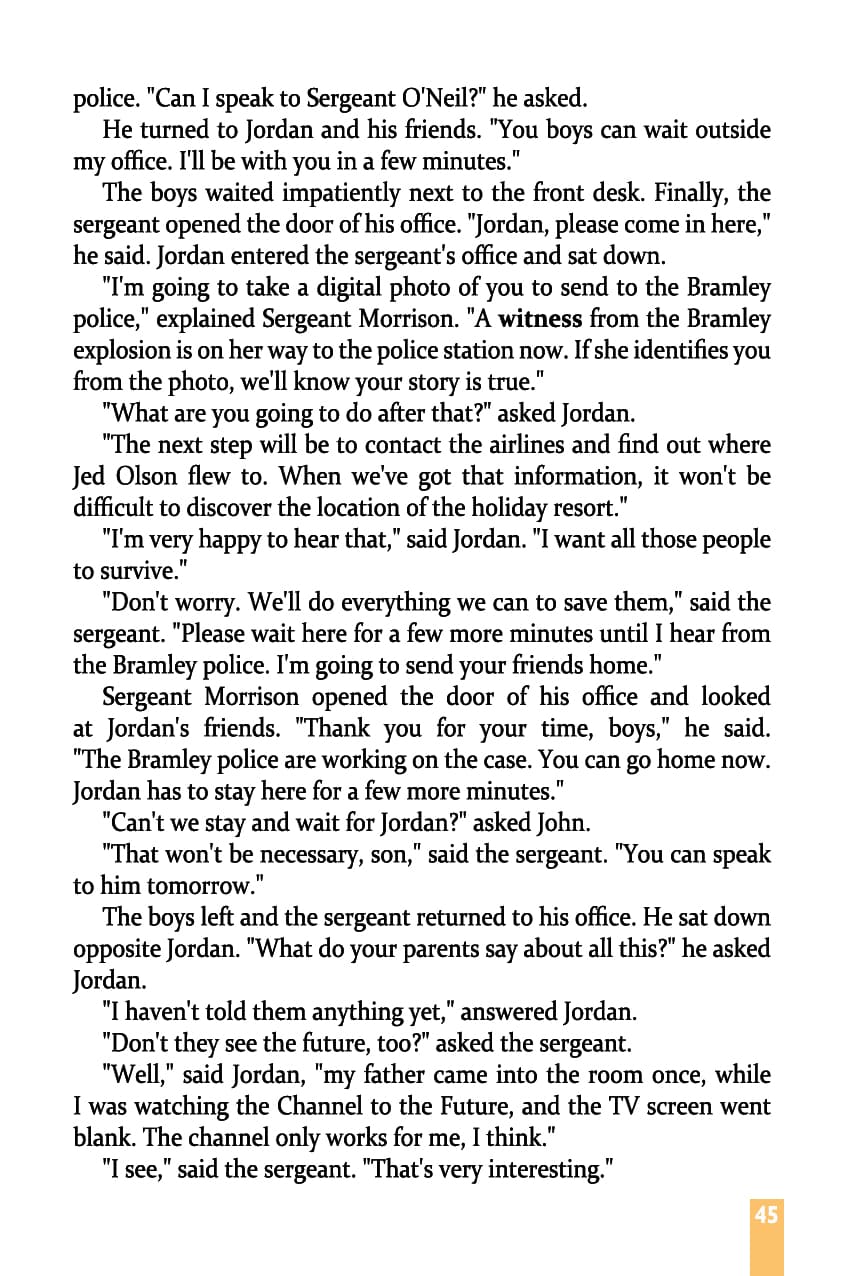 police. "Can I speak to Sergeant O'Neil?" he asked.
He turned to Jordan and his friends. "You boys can wait outside
my office. I'll be with you in a few minutes."
The boys waited impatiently next to the front desk. Finally, the
sergeant opened the door of his office. "Jordan, please come in here,"
he said. Jordan entered the sergeant's office and sat down.
"I'm going to take a digital photo of you to send to the Bramley
police," explained Sergeant Morrison. "A witness from the Bramley
explosion is on her way to the police station now. If she identifies you
from the photo, we'll know your story is true."
"What are you going to do after that?" asked Jordan.
"The next step will be to contact the airlines and find out where
Jed Olson flew to. When we've got that information, it won't be
difficult to discover the location of the holiday resort."
"I'm very happy to hear that," said Jordan. "I want all those people
to survive."
"Don't worry. We'll do everything we can to save them," said the
sergeant. "Please wait here for a few more minutes until I hear from
the Bramley police. I'm going to send your friends home."
Sergeant Morrison opened the door of his office and looked
at Jordan's friends. "Thank you for your time, boys," he said.
"The Bramley police are working on the case. You can go home now.
Jordan has to stay here for a few more minutes."
"Can't we stay and wait for Jordan?" asked John.
"That won't be necessary, son," said the sergeant. "You can speak
to him tomorrow."
The boys left and the sergeant returned to his office. He sat down
opposite Jordan. "What do your parents say about all this?" he asked
Jordan.
"I haven't told them anything yet," answered Jordan.
"Don't they see the future, too?" asked the sergeant.
"Well," said Jordan, "my father came into the room once, while
I was watching the Channel to the Future, and the TV screen went
blank. The channel only works for me, I think."
"I see," said the sergeant. "That's very interesting."
45